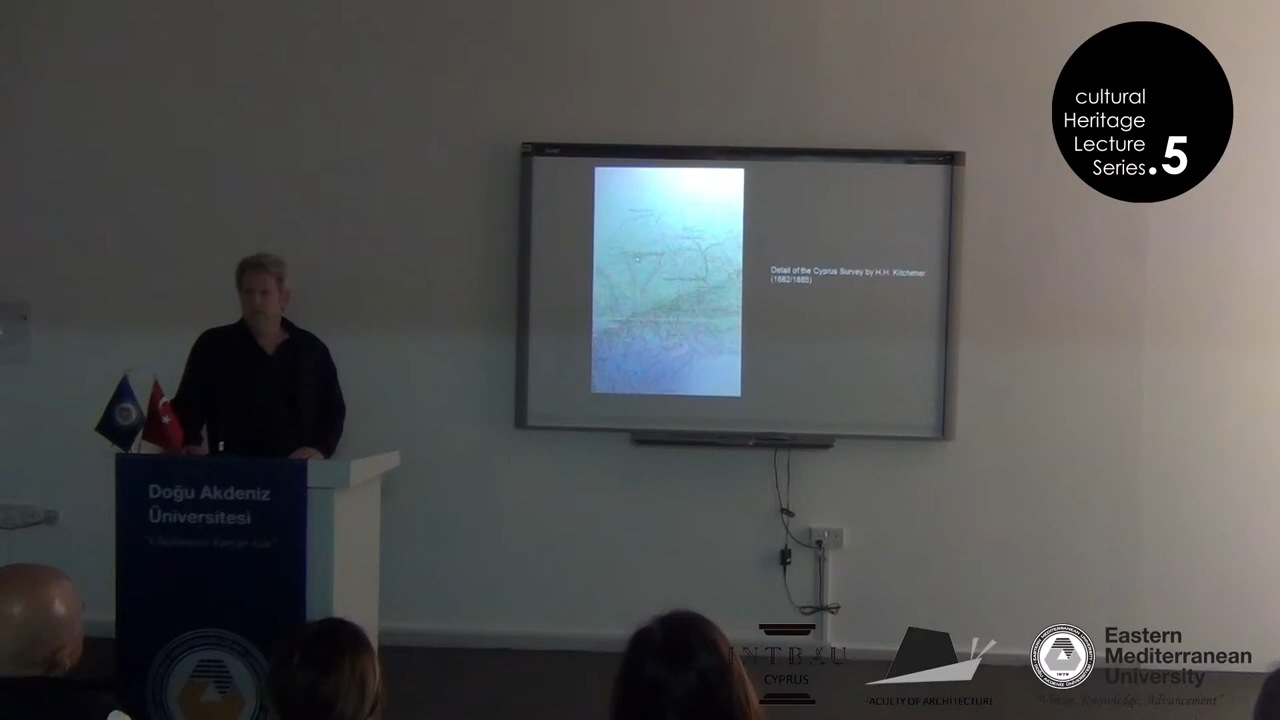 cultural
Heritage
Lecture
Series.5
Detail of the Cyprus Survey by H.H. Kitchener
(1882/1885)
Doğu Akdeniz
Üniversitesi
INTBAU
CYPRUS
FACULTY OF ARCHITECTURE
Eastern
Mediterranean
University
"Virtue, Knowledge, Advancement"